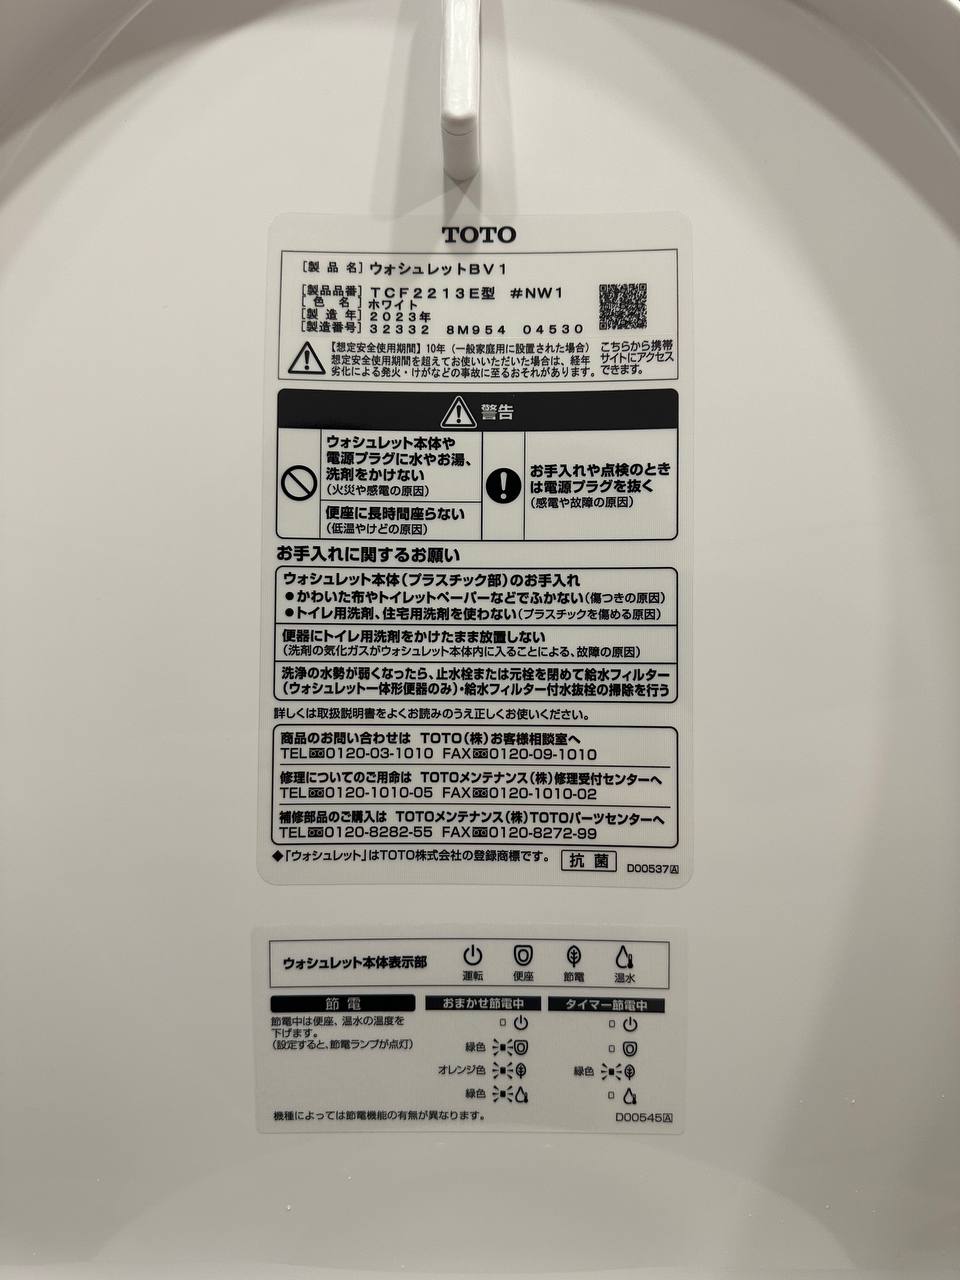 TOTO
［製品名］ウォシュレットBV1
［製品品番］TCF2213E型 #NW1
［色名］ホワイト
［製造年］2023年
［製造番号］32332 8M954 04530
【想定安全使用期間】10年（一般家庭用に設置された場合）
想定安全使用期間を超えてお使いいただいた場合は、経年
劣化による発火・けがなどの事故に至るおそれがあります。
こちらから携帯
サイトにアクセス
できます。
警告
ウォシュレット本体や
電源プラグに水やお湯、
洗剤をかけない
（火災や感電の原因）
便座に長時間座らない
（低温やけどの原因）
お手入れや点検のとき
は電源プラグを抜く
（感電や故障の原因）
お手入れに関するお願い
ウォシュレット本体（プラスチック部）のお手入れ
●かわいた布やトイレットペーパーなどでふかない（傷つきの原因）
●トイレ用洗剤、住宅用洗剤を使わない（プラスチックを傷める原因）
便器にトイレ用洗剤をかけたまま放置しない
（洗剤の気化ガスがウォシュレット本体内に入ることによる、故障の原因）
洗浄の水勢が弱くなったら、止水栓または元栓を閉めて給水フィルター
（ウォシュレット一体形便器のみ）・給水フィルター付水抜栓の掃除を行う
詳しくは取扱説明書をよくお読みのうえ正しくお使いください。
商品のお問い合わせは TOTO（株）お客様相談室へ
TEL 0120-03-1010 FAX 0120-09-1010
修理についてのご用命は TOTOメンテナンス（株）修理受付センターへ
TEL 0120-1010-05 FAX 0120-1010-02
補修部品のご購入は TOTOメンテナンス（株）TOTOパーツセンターへ
TEL 0120-8282-55 FAX 0120-8272-99
◆「ウォシュレット」はTOTO株式会社の登録商標です。
抗菌
D00537A
ウォシュレット本体表示部
運転 便座 節電 温水
節電
節電中は便座、温水の温度を
下げます。
（設定すると、節電ランプが点灯）
おまかせ節電中
緑色
オレンジ色
緑色
タイマー節電中
緑色
機種によっては節電機能の有無が異なります。
D00545A